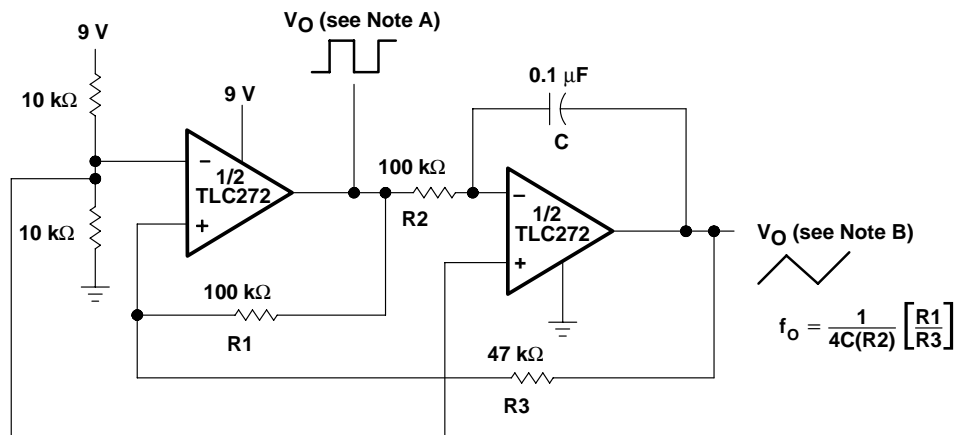 V_O (see Note A)
9 V
0.1 μF
10 kΩ
9 V
C
−
1/2
TLC272
+
100 kΩ
R2
−
1/2
TLC272
+
10 kΩ
V_O (see Note B)
100 kΩ
R1
f_O = 1/4C(R2) [R1/R3]
47 kΩ
R3